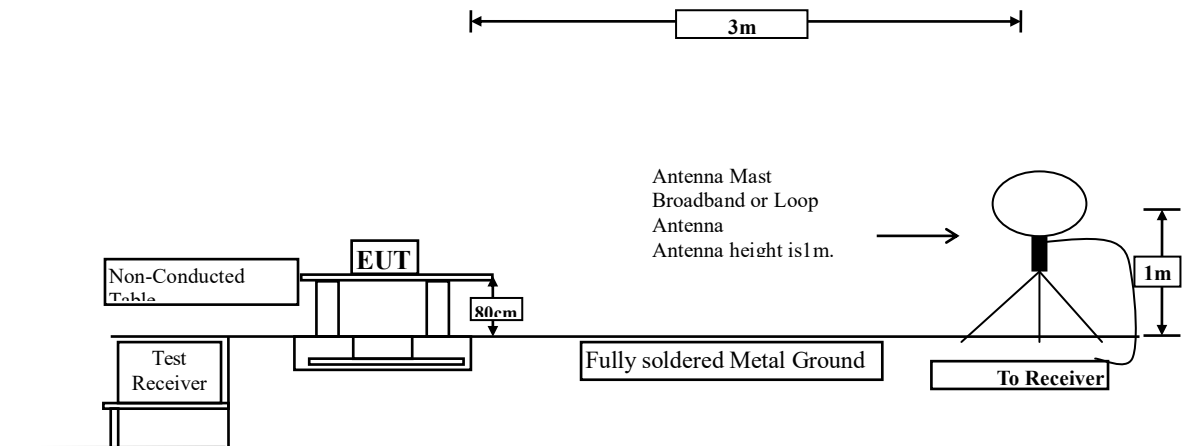 3m
Antenna Mast
Broadband or Loop
Antenna
Antenna height is1m.
EUT
Non-Conducted
Table
80cm
1m
Test
Receiver
Fully soldered Metal Ground
To Receiver